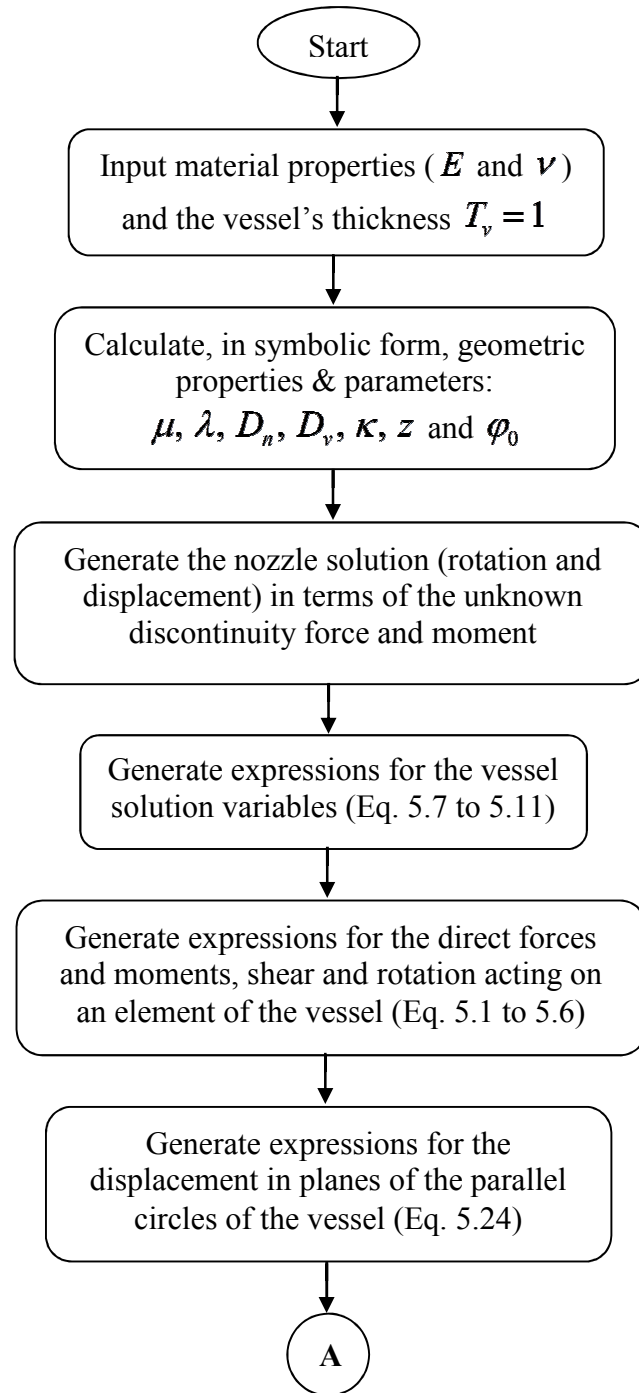 Start
Input material properties ( E and ν )
and the vessel’s thickness T_v = 1
Calculate, in symbolic form, geometric
properties & parameters:
μ, λ, D_n, D_v, κ, z and φ_0
Generate the nozzle solution (rotation and
displacement) in terms of the unknown
discontinuity force and moment
Generate expressions for the vessel
solution variables (Eq. 5.7 to 5.11)
Generate expressions for the direct forces
and moments, shear and rotation acting on
an element of the vessel (Eq. 5.1 to 5.6)
Generate expressions for the
displacement in planes of the parallel
circles of the vessel (Eq. 5.24)
A